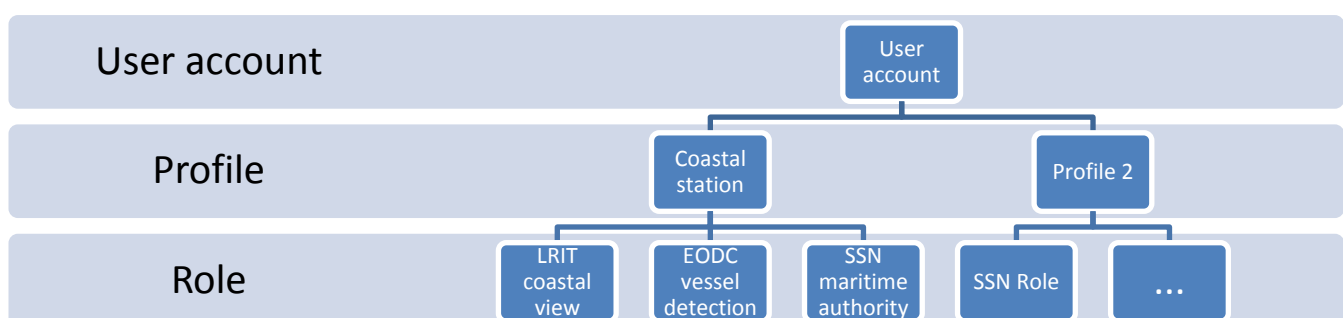 User account
User
account
Profile
Coastal
station
Profile 2
Role
LRIT
coastal
view
EODC
vessel
detection
SSN
maritime
authority
SSN Role
...